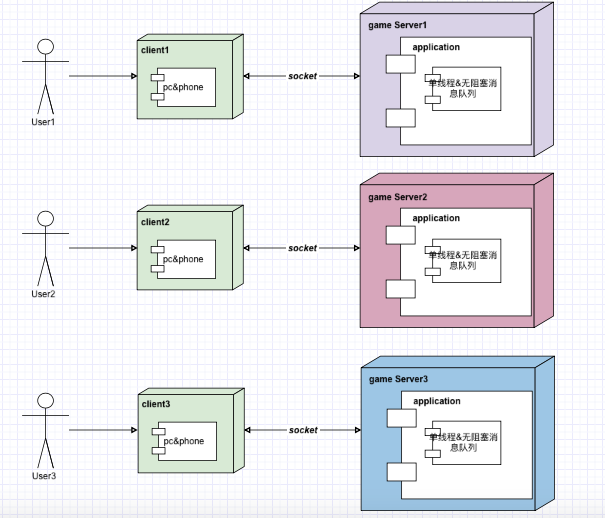 game Server1
application
client1
pc&phone
socket
单线程&无阻塞消
息队列
User1
game Server2
application
client2
pc&phone
socket
单线程&无阻塞消
息队列
User2
game Server3
application
client3
pc&phone
socket
单线程&无阻塞消
息队列
User3